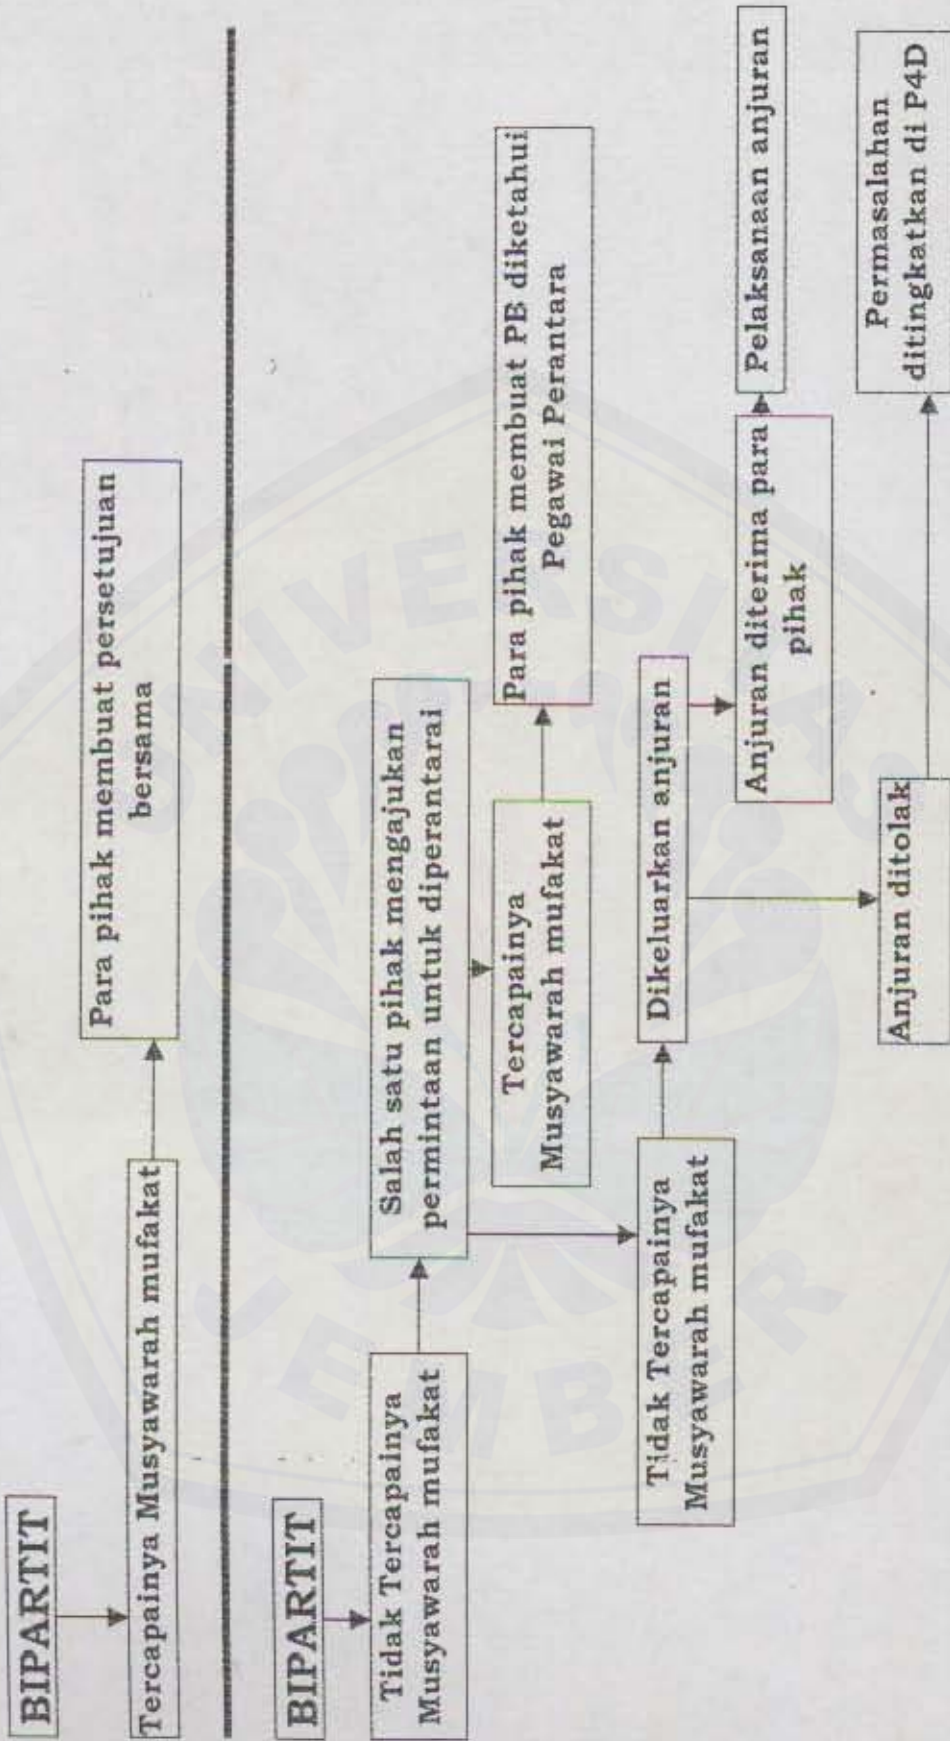 BIPARTIT
Tercapainya Musyawarah mufakat
Para pihak membuat persetujuan
bersama
BIPARTIT
Tidak Tercapainya
Musyawarah mufakat
Salah satu pihak mengajukan
permintaan untuk diperantarai
Tercapainya
Musyawarah mufakat
Para pihak membuat PB diketahui
Pegawai Perantara
Tidak Tercapainya
Musyawarah mufakat
Dikeluarkan anjuran
Anjuran diterima para
pihak
Pelaksanaan anjuran
Anjuran ditolak
Permasalahan
ditingkatkan di P4D
UNIVERSITAS
JEMBER